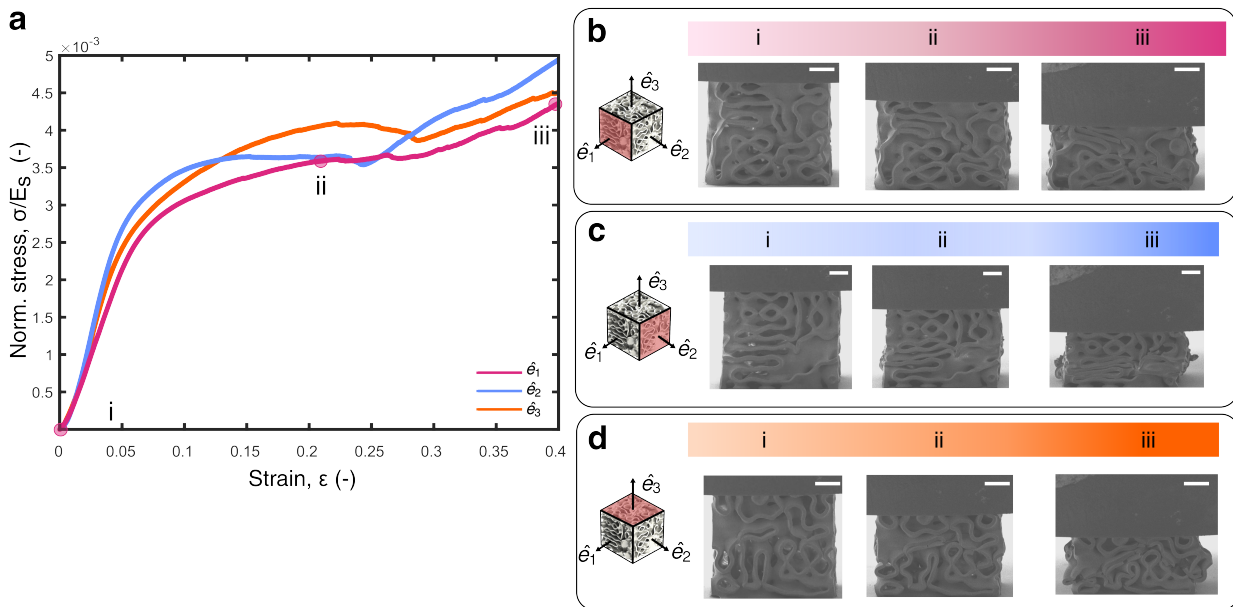 a
×10⁻³
5
4.5
4
3.5
3
2.5
2
1.5
1
0.5
0
0.05
0.1
0.15
0.2
0.25
0.3
0.35
0.4
Norm. stress, σ/Eₛ (-)
Strain, ε (-)
i
ii
iii
ê₁
ê₂
ê₃
b
i
ii
iii
ê₃
ê₁
ê₂
c
i
ii
iii
ê₃
ê₁
ê₂
d
i
ii
iii
ê₃
ê₁
ê₂